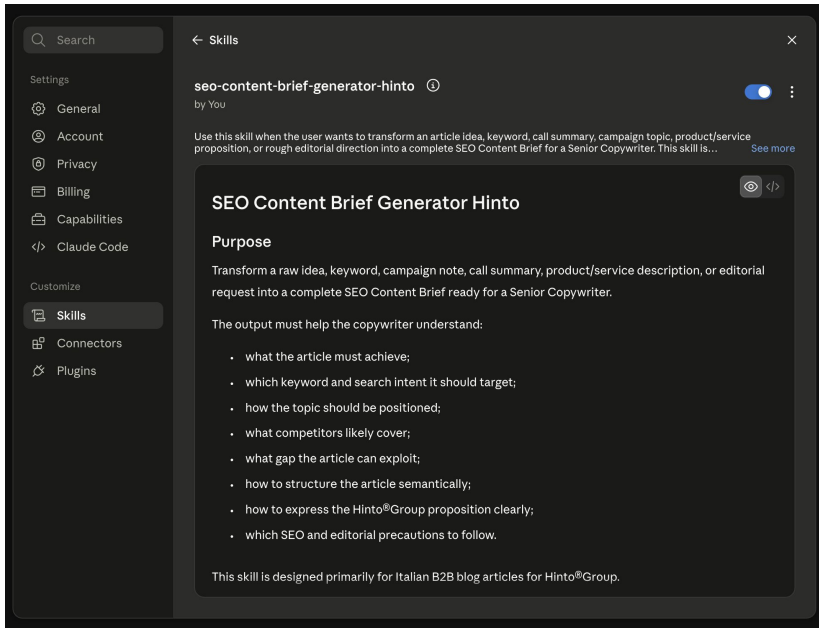 Search
Settings
General
Account
Privacy
Billing
Capabilities
Claude Code
Customize
Skills
Connectors
Plugins
Skills
seo-content-brief-generator-hinto
by You
Use this skill when the user wants to transform an article idea, keyword, call summary, campaign topic, product/service
proposition, or rough editorial direction into a complete SEO Content Brief for a Senior Copywriter. This skill is… See more
SEO Content Brief Generator Hinto
Purpose
Transform a raw idea, keyword, campaign note, call summary, product/service description, or editorial
request into a complete SEO Content Brief ready for a Senior Copywriter.
The output must help the copywriter understand:
• what the article must achieve;
• which keyword and search intent it should target;
• how the topic should be positioned;
• what competitors likely cover;
• what gap the article can exploit;
• how to structure the article semantically;
• how to express the Hinto®Group proposition clearly;
• which SEO and editorial precautions to follow.
This skill is designed primarily for Italian B2B blog articles for Hinto®Group.